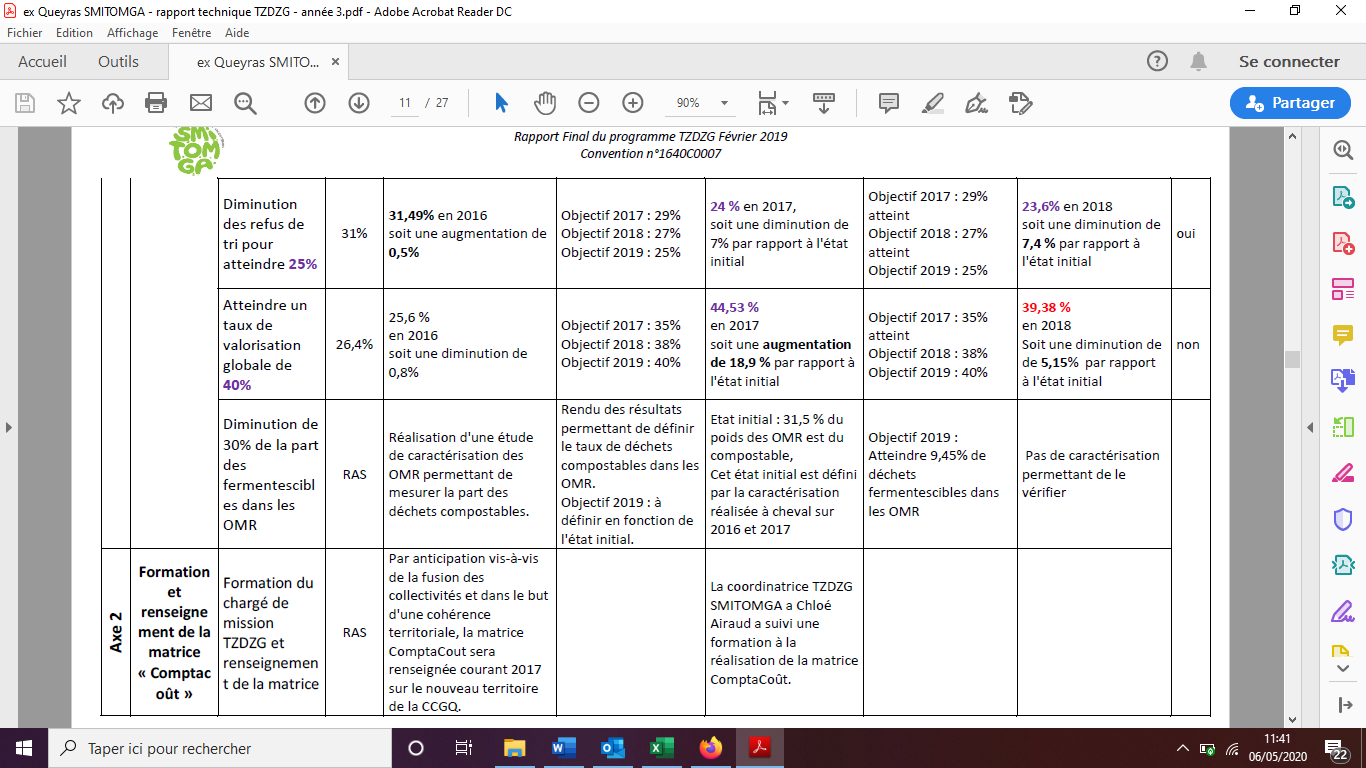 ex Queyras SMITOMGA - rapport technique TZDZG - année 3.pdf - Adobe Acrobat Reader DC
Fichier Edition Affichage Fenêtre Aide
Accueil Outils ex Queyras SMITO... × Se connecter
11 / 27 90% Partager
SMI
TOM
GA
Rapport Final du programme TZDZG Février 2019
Convention n°1640C0007
Diminution
des refus de
tri pour
atteindre 25%
31%
31,49% en 2016
soit une augmentation de
0,5%
Objectif 2017 : 29%
Objectif 2018 : 27%
Objectif 2019 : 25%
24 % en 2017,
soit une diminution de
7% par rapport à l'état
initial
Objectif 2017 : 29%
atteint
Objectif 2018 : 27%
atteint
Objectif 2019 : 25%
23,6% en 2018
soit une diminution de
7,4 % par rapport à
l'état initial
oui
Atteindre un
taux de
valorisation
globale de
40%
26,4%
25,6 %
en 2016
soit une diminution de
0,8%
Objectif 2017 : 35%
Objectif 2018 : 38%
Objectif 2019 : 40%
44,53 %
en 2017
soit une augmentation
de 18,9 % par rapport à
l'état initial
Objectif 2017 : 35%
atteint
Objectif 2018 : 38%
Objectif 2019 : 40%
39,38 %
en 2018
Soit une diminution de
de 5,15% par rapport
à l'état initial
non
Diminution de
30% de la part
des
fermentescibl
es dans les
OMR
RAS
Réalisation d'une étude
de caractérisation des
OMR permettant de
mesurer la part des
déchets compostables.
Rendu des résultats
permettant de définir
le taux de déchets
compostables dans les
OMR.
Objectif 2019 : à
définir en fonction de
l'état initial.
Etat initial : 31,5 % du
poids des OMR est du
compostable,
Cet état initial est défini
par la caractérisation
réalisée à cheval sur
2016 et 2017
Objectif 2019 :
Atteindre 9,45% de
déchets
fermentescibles dans
les OMR
Pas de caractérisation
permettant de le
vérifier
Axe 2
Formation
et
renseigne
ment de la
matrice
« Comptac
oût »
Formation du
chargé de
mission
TZDZG et
renseignemen
t de la matrice
RAS
Par anticipation vis-à-vis
de la fusion des
collectivités et dans le but
d'une cohérence
territoriale, la matrice
ComptaCout sera
renseignée courant 2017
sur le nouveau territoire
de la CCGQ.
La coordinatrice TZDZG
SMITOMGA a Chloé
Airaud a suivi une
formation à la
réalisation de la matrice
ComptaCoût.
Taper ici pour rechercher
11:41
06/05/2020
22